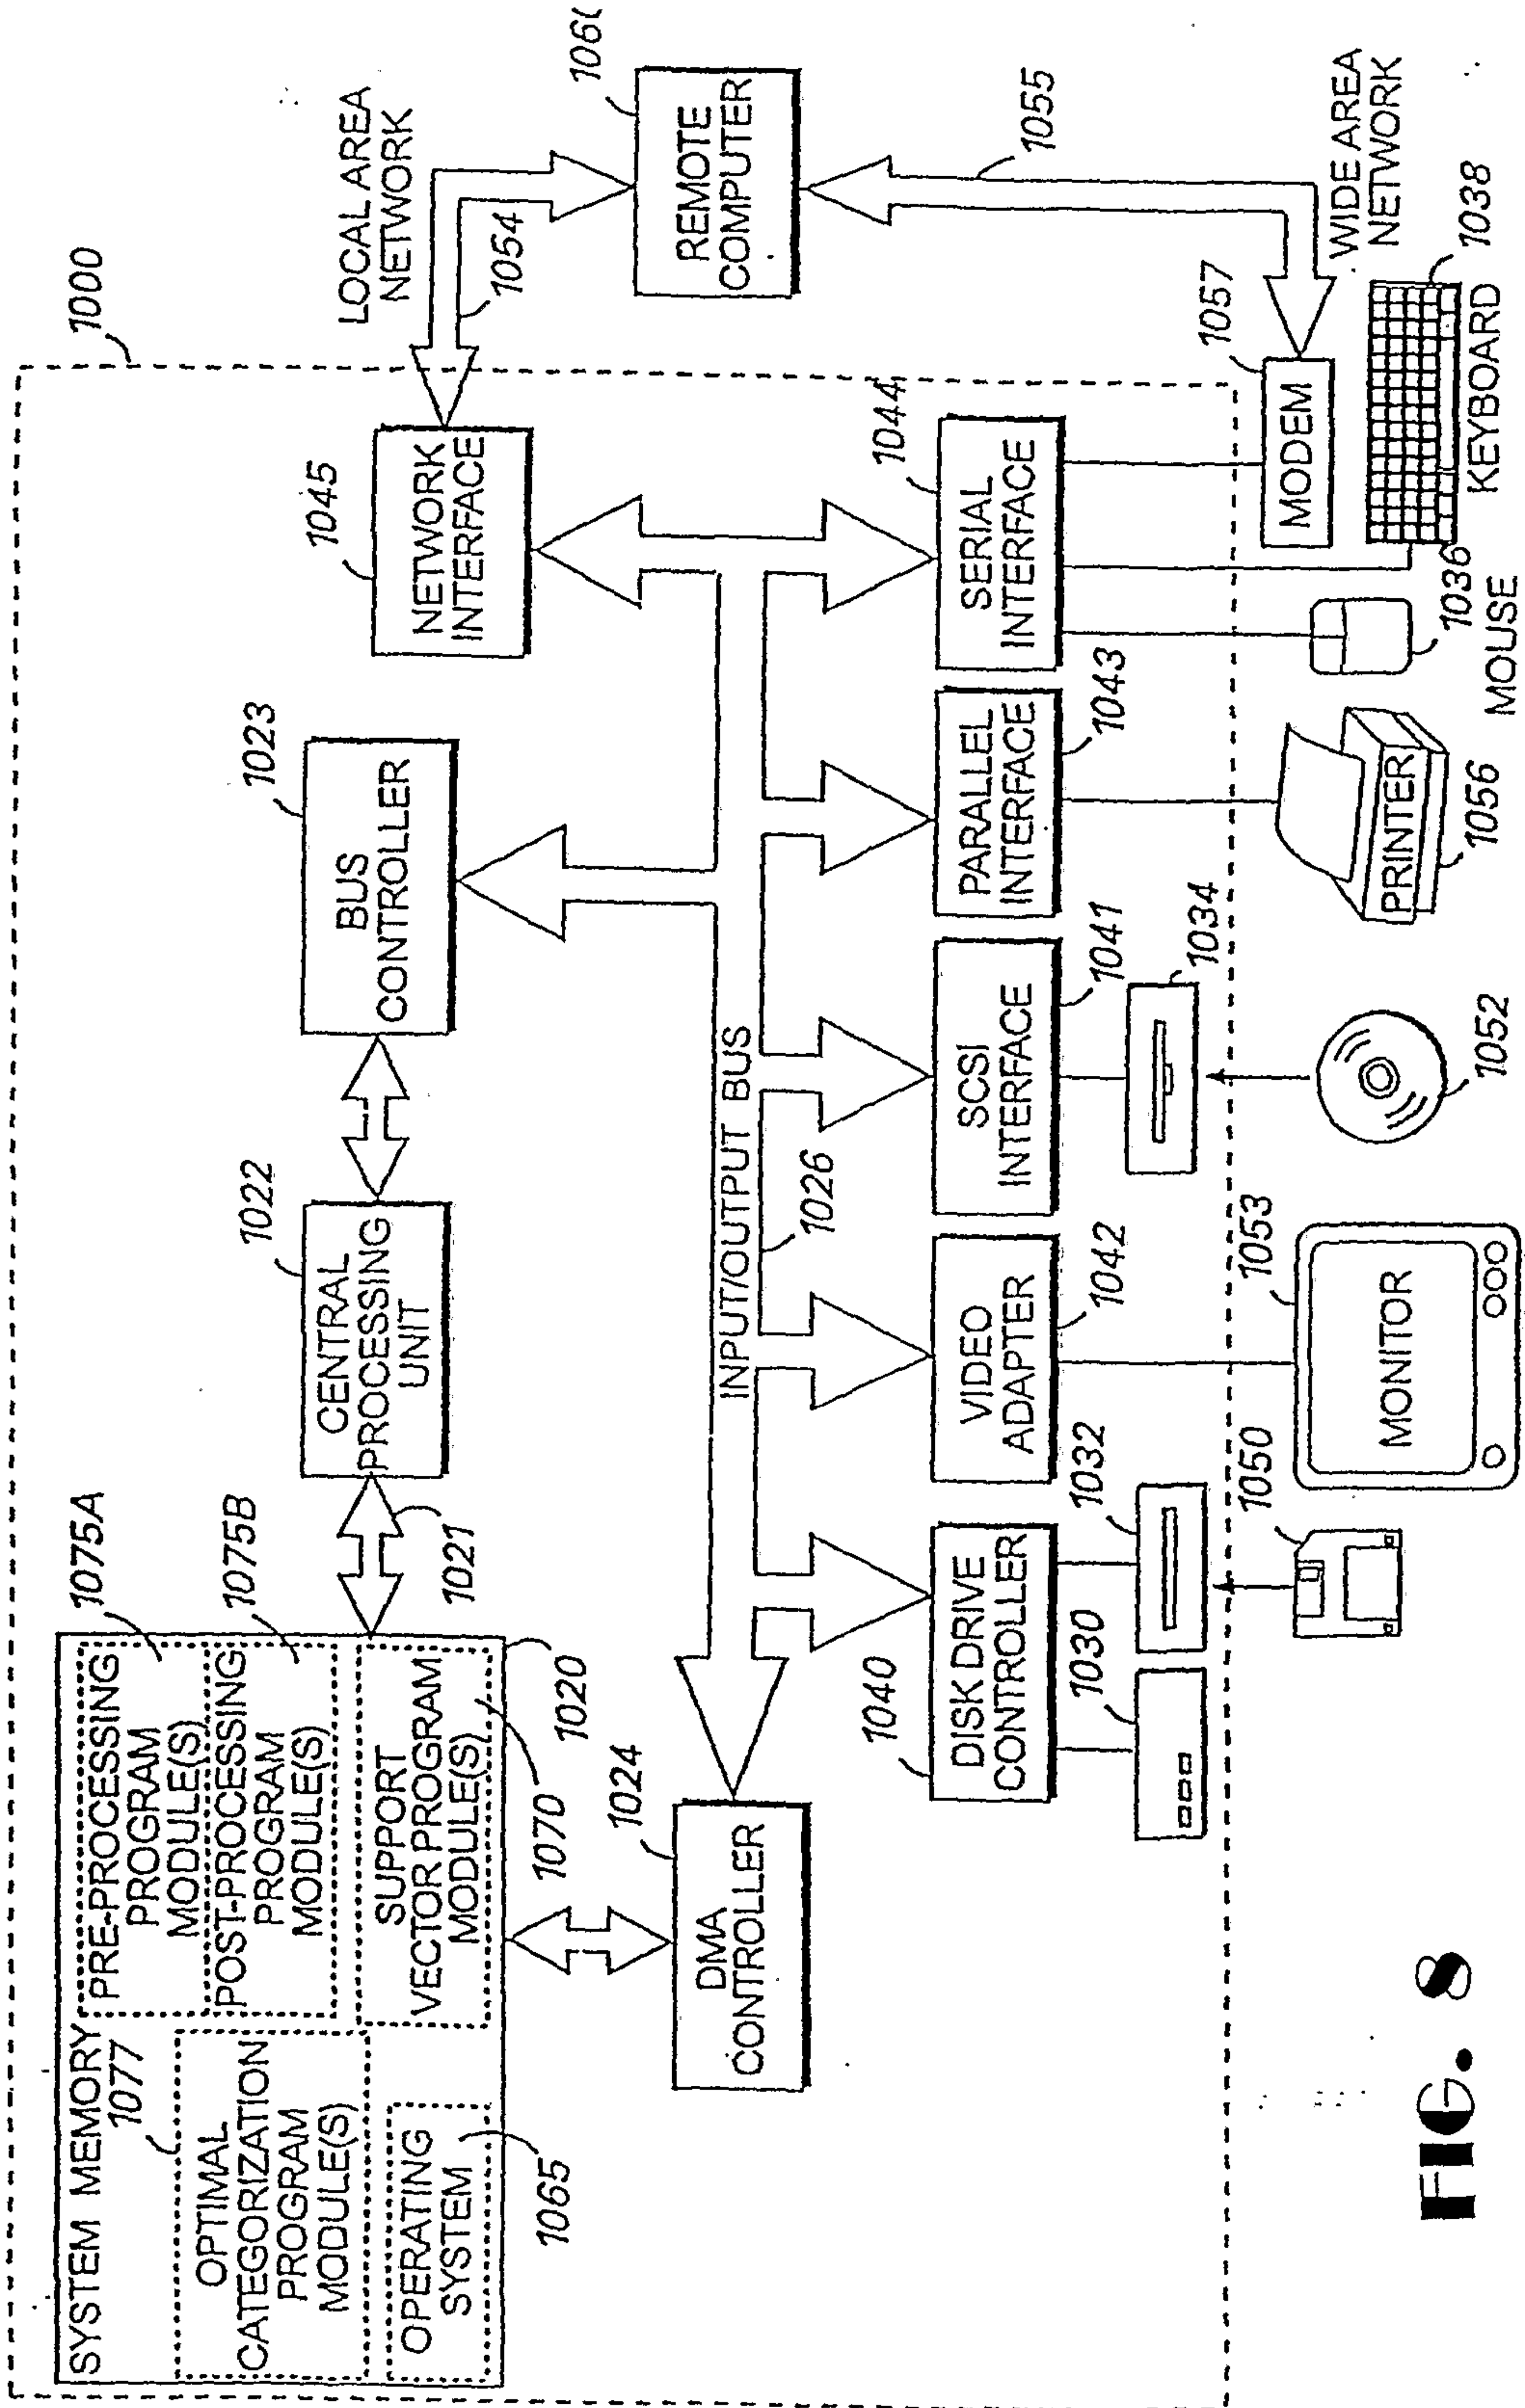 1000
SYSTEM MEMORY
1077
OPTIMAL
CATEGORIZATION
PROGRAM
MODULE(S)
OPERATING
SYSTEM
1065
PRE-PROCESSING
PROGRAM
MODULE(S)
1075A
POST-PROCESSING
PROGRAM
MODULE(S)
1075B
SUPPORT
VECTOR PROGRAM
MODULE(S)
1070
1020
1021
CENTRAL
PROCESSING
UNIT
1022
BUS
CONTROLLER
1023
NETWORK
INTERFACE
1045
LOCAL AREA
NETWORK
1054
REMOTE
COMPUTER
1055
DMA
CONTROLLER
1024
INPUT/OUTPUT BUS
1026
1040
DISK DRIVE
CONTROLLER
1030
1032
VIDEO
ADAPTER
1042
SCSI
INTERFACE
1041
1034
PARALLEL
INTERFACE
1043
SERIAL
INTERFACE
1044
1050
MONITOR
1053
1052
PRINTER
1056
MOUSE
1036
MODEM
1057
KEYBOARD
1038
WIDE AREA
NETWORK
FIG. 8